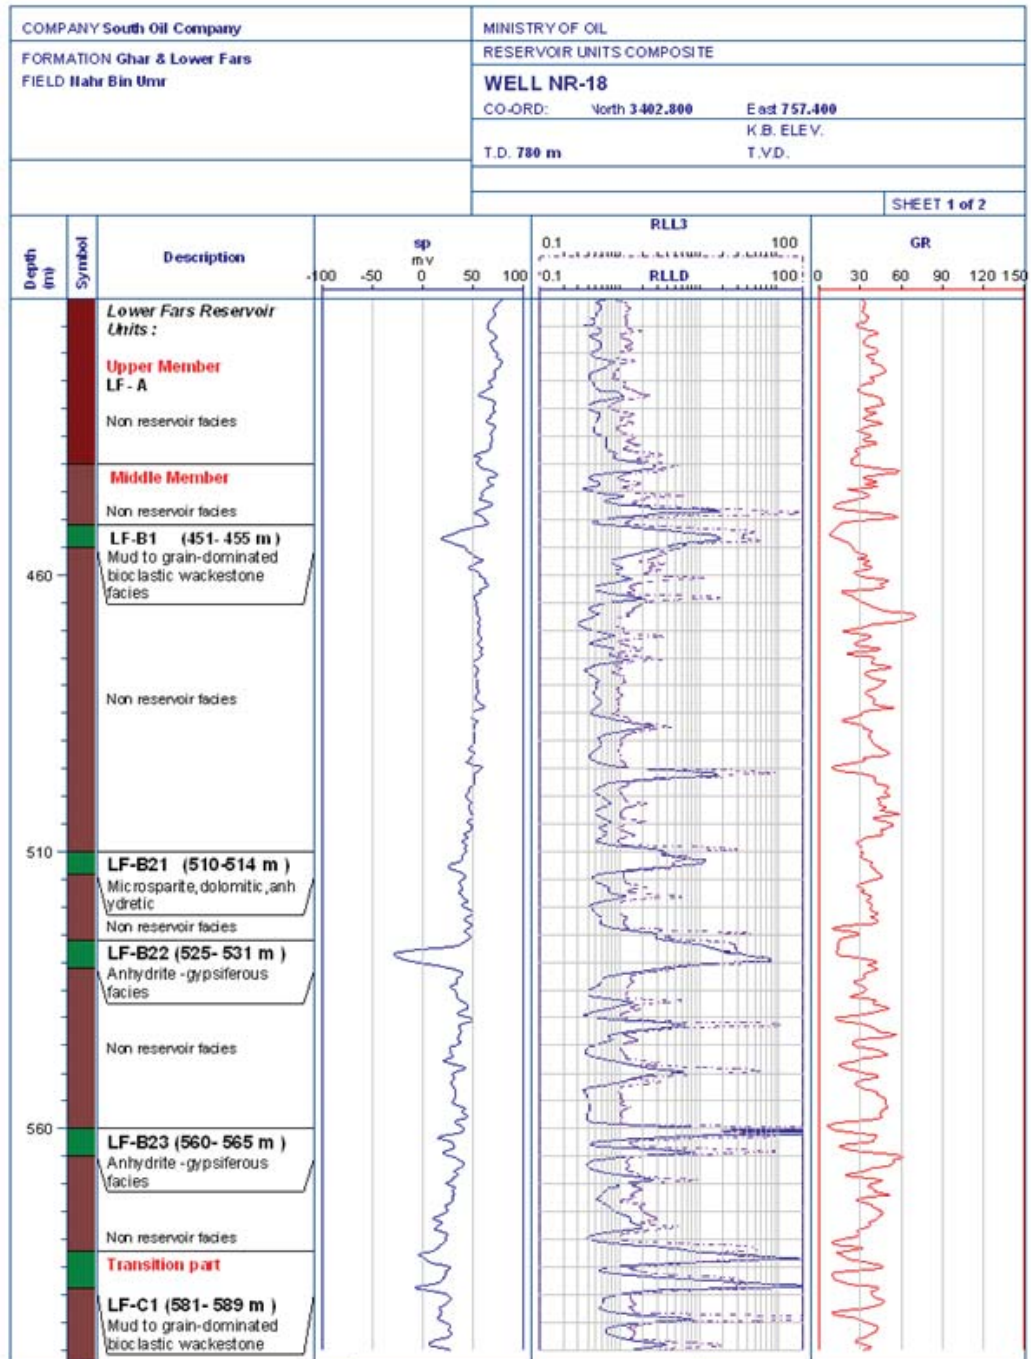 COMPANY South Oil Company
FORMATION Ghar & Lower Fars
FIELD Nahr Bin Umr
MINISTRY OF OIL
RESERVOIR UNITS COMPOSITE
WELL NR-18
CO-ORD: North 3402.800 East 757.400
K.B. ELEV.
T.D. 780 m T.V.D.
SHEET 1 of 2
Depth (m)
Symbol
Description
sp
mv
-100 -50 0 50 100
RLL3
0.1 100
0.1 RLLD 100
GR
0 30 60 90 120 150
Lower Fars Reservoir
Units :
Upper Member
LF - A
Non reservoir facies
Middle Member
Non reservoir facies
LF-B1 (451- 455 m )
Mud to grain-dominated
bioclastic wackestone
facies
460
Non reservoir facies
510
LF-B21 (510-514 m )
Microsparite,dolomitic,anh
ydretic
Non reservoir facies
LF-B22 (525- 531 m )
Anhydrite -gypsiferous
facies
Non reservoir facies
560
LF-B23 (560- 565 m )
Anhydrite -gypsiferous
facies
Non reservoir facies
Transition part
LF-C1 (581- 589 m )
Mud to grain-dominated
bioclastic wackestone